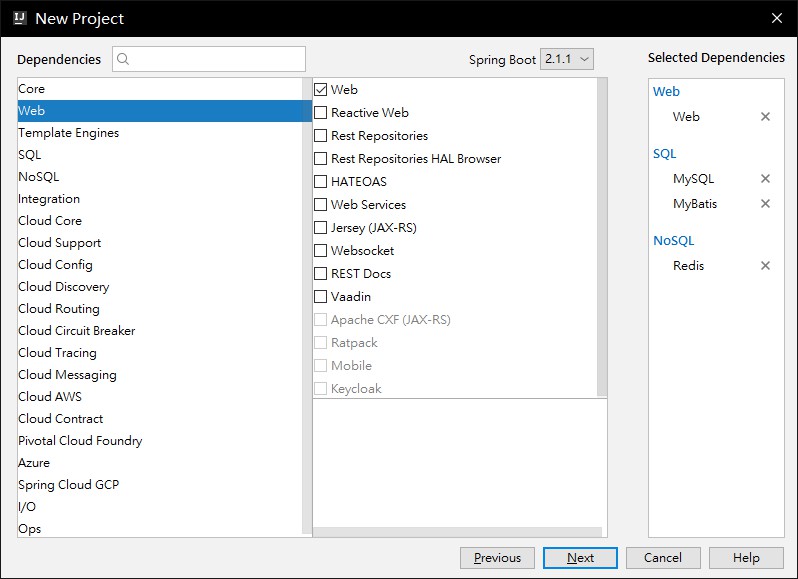 New Project
Dependencies
Spring Boot 2.1.1
Selected Dependencies
Core
Web
Template Engines
SQL
NoSQL
Integration
Cloud Core
Cloud Support
Cloud Config
Cloud Discovery
Cloud Routing
Cloud Circuit Breaker
Cloud Tracing
Cloud Messaging
Cloud AWS
Cloud Contract
Pivotal Cloud Foundry
Azure
Spring Cloud GCP
I/O
Ops
Web
Reactive Web
Rest Repositories
Rest Repositories HAL Browser
HATEOAS
Web Services
Jersey (JAX-RS)
Websocket
REST Docs
Vaadin
Apache CXF (JAX-RS)
Ratpack
Mobile
Keycloak
Web
Web
SQL
MySQL
MyBatis
NoSQL
Redis
Previous
Next
Cancel
Help